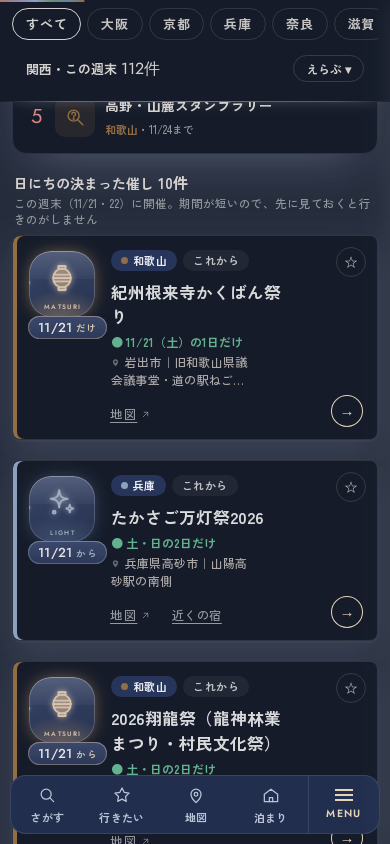 すべて 大阪 京都 兵庫 奈良 滋賀
関西・この週末 112件 えらぶ ▾
5 高野・山麓スタンプラリー
和歌山・11/24まで
日にちの決まった催し 10件
この週末（11/21・22）に開催。期間が短いので、先に見ておくと行
きのがしません
和歌山 これから ☆
MATSURI
11/21 だけ
紀州根来寺かくばん祭
り
11/21（土）の1日だけ
岩出市｜旧和歌山県議
会議事堂・道の駅ねご…
地図 ↗ →
兵庫 これから ☆
LIGHT
11/21 から
たかさご万灯祭2026
土・日の2日だけ
兵庫県高砂市｜山陽高
砂駅の南側
地図 ↗ 近くの宿 →
和歌山 これから ☆
MATSURI
11/21 から
2026翔龍祭（龍神林業
まつり・村民文化祭）
土・日の2日だけ
さがす 行きたい 地図 泊まり MENU
地図 ↗